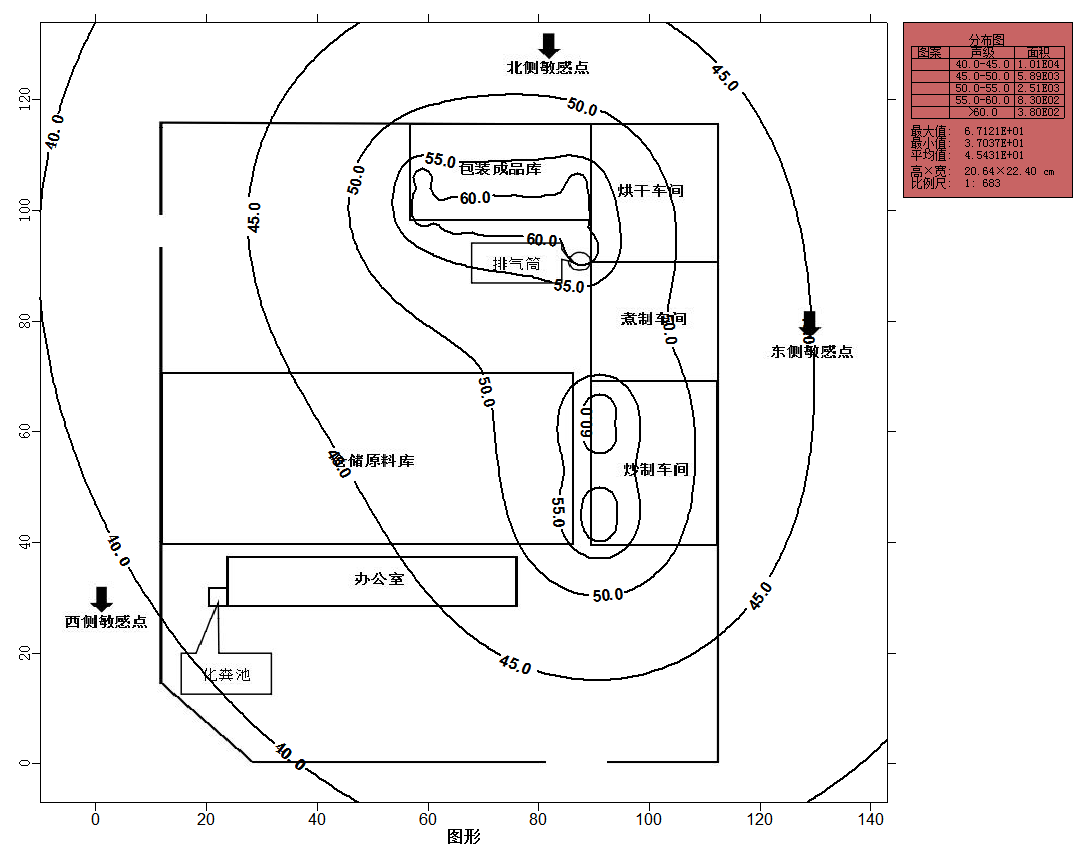 分布图
图案 声级 面积
40.0-45.0 1.01E04
45.0-50.0 5.89E03
50.0-55.0 2.51E03
55.0-60.0 8.30E02
>60.0 3.80E02
最大值: 6.7121E+01
最小值: 3.7037E+01
平均值: 4.5431E+01
高×宽: 20.64×22.40 cm
比例尺: 1: 683
北侧敏感点
45.0
50.0
40.0
120
55.0
包装成品库
50.0
烘干车间
60.0
100
45.0
60.0
排气筒
55.0
80
煮制车间
东侧敏感点
50.0
60
60.0
储原料库
炒制车间
55.0
40
40.0
办公室
50.0
45.0
西侧敏感点
20
45.0
化粪池
40.0
0
0 20 40 60 80 100 120 140
图形